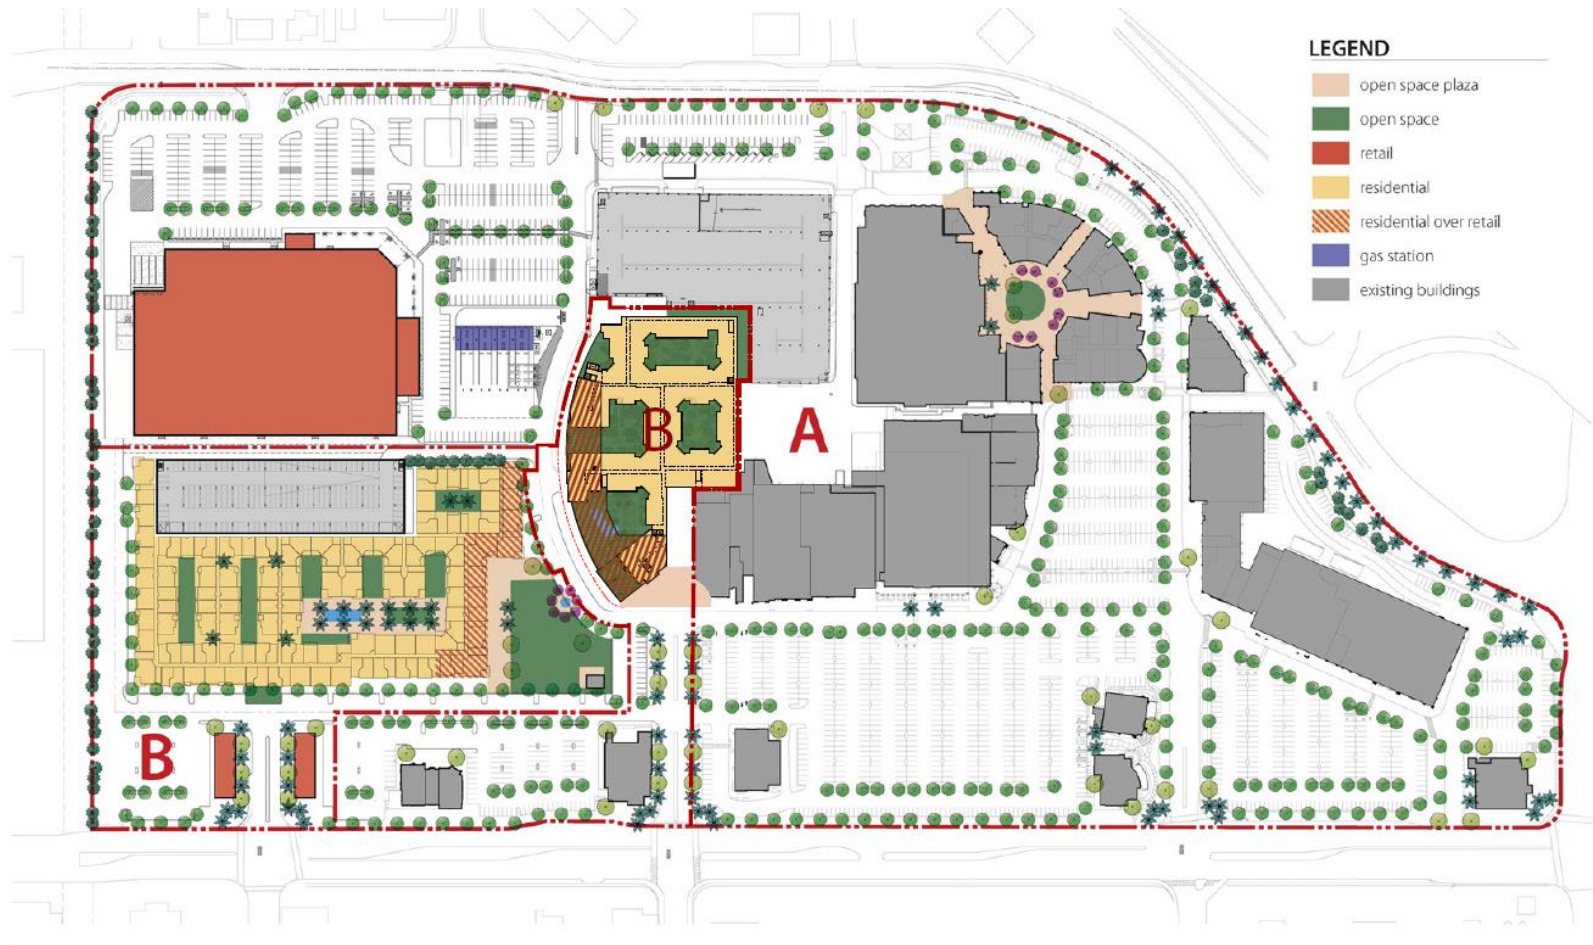 LEGEND
open space plaza
open space
retail
residential
residential over retail
gas station
existing buildings
B
A
B